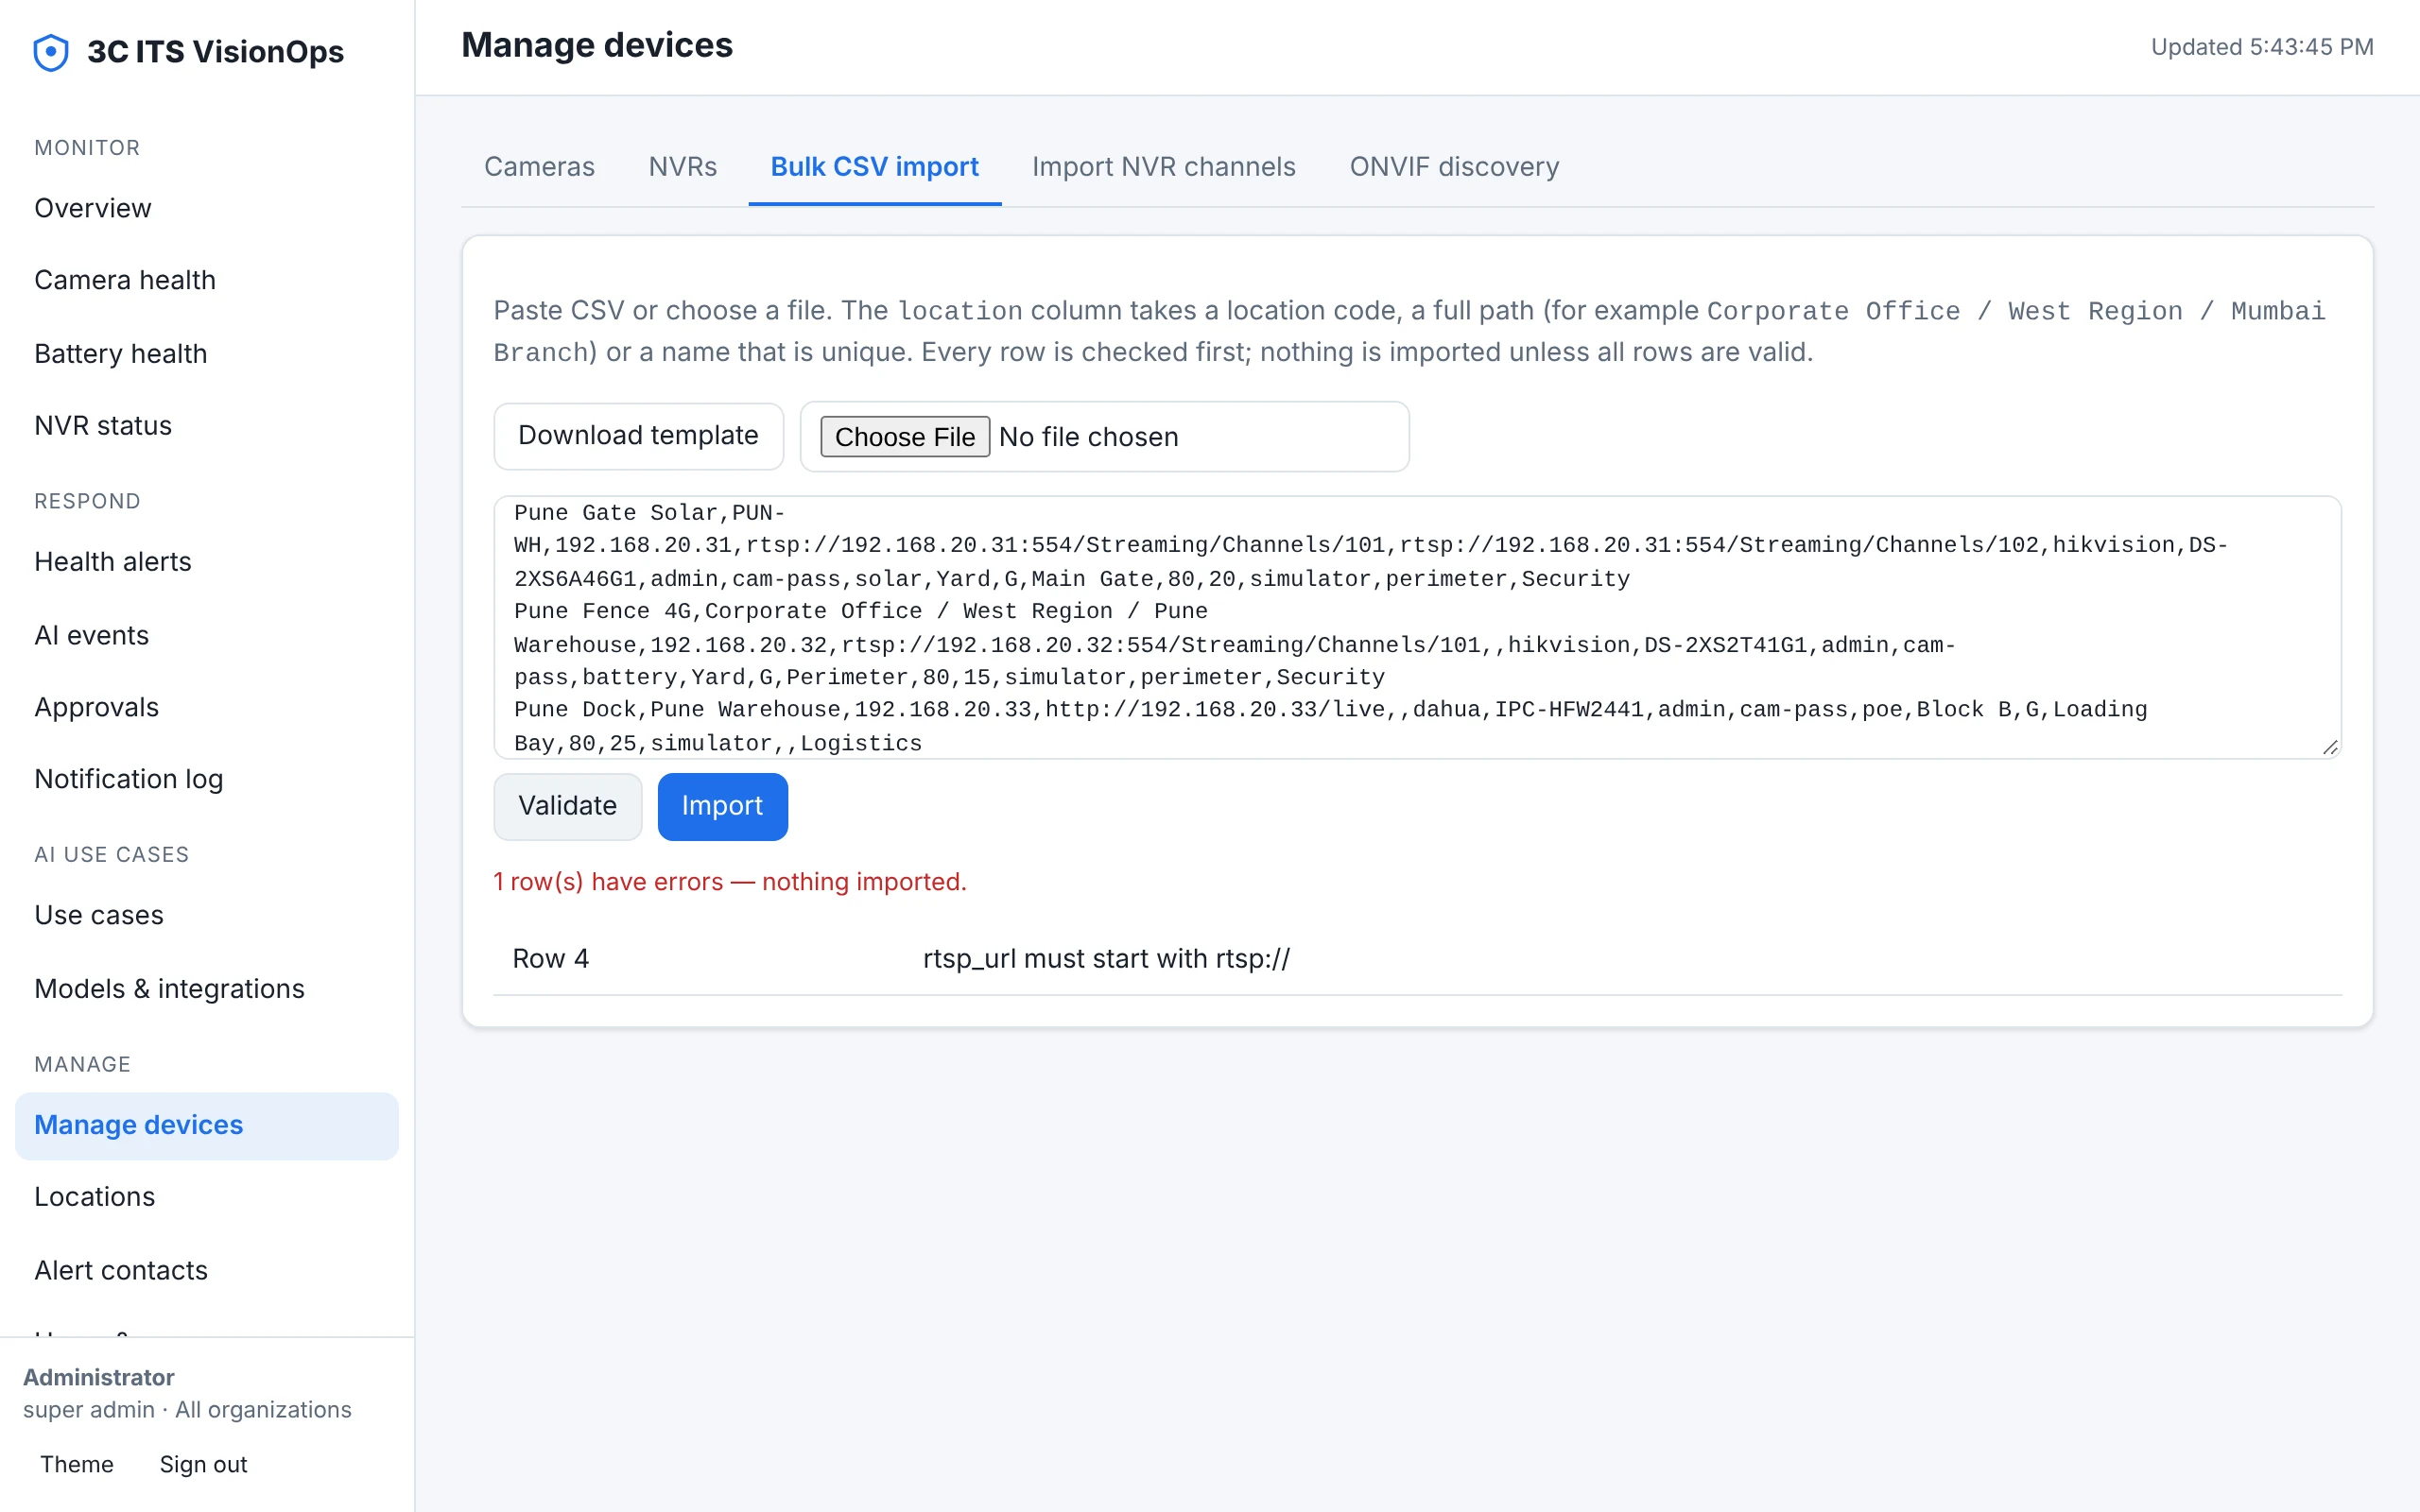 3C ITS VisionOps
MONITOR
Overview
Camera health
Battery health
NVR status
RESPOND
Health alerts
AI events
Approvals
Notification log
AI USE CASES
Use cases
Models & integrations
MANAGE
Manage devices
Locations
Alert contacts
Administrator
super admin · All organizations
Theme Sign out
Manage devices
Updated 5:43:45 PM
Cameras NVRs Bulk CSV import Import NVR channels ONVIF discovery
Paste CSV or choose a file. The location column takes a location code, a full path (for example Corporate Office / West Region / Mumbai
Branch) or a name that is unique. Every row is checked first; nothing is imported unless all rows are valid.
Download template Choose File No file chosen
Pune Gate Solar,PUN-
WH,192.168.20.31,rtsp://192.168.20.31:554/Streaming/Channels/101,rtsp://192.168.20.31:554/Streaming/Channels/102,hikvision,DS-
2XS6A46G1,admin,cam-pass,solar,Yard,G,Main Gate,80,20,simulator,perimeter,Security
Pune Fence 4G,Corporate Office / West Region / Pune
Warehouse,192.168.20.32,rtsp://192.168.20.32:554/Streaming/Channels/101,,hikvision,DS-2XS2T41G1,admin,cam-
pass,battery,Yard,G,Perimeter,80,15,simulator,perimeter,Security
Pune Dock,Pune Warehouse,192.168.20.33,http://192.168.20.33/live,,dahua,IPC-HFW2441,admin,cam-pass,poe,Block B,G,Loading
Bay,80,25,simulator,,Logistics
Validate Import
1 row(s) have errors — nothing imported.
Row 4 rtsp_url must start with rtsp://